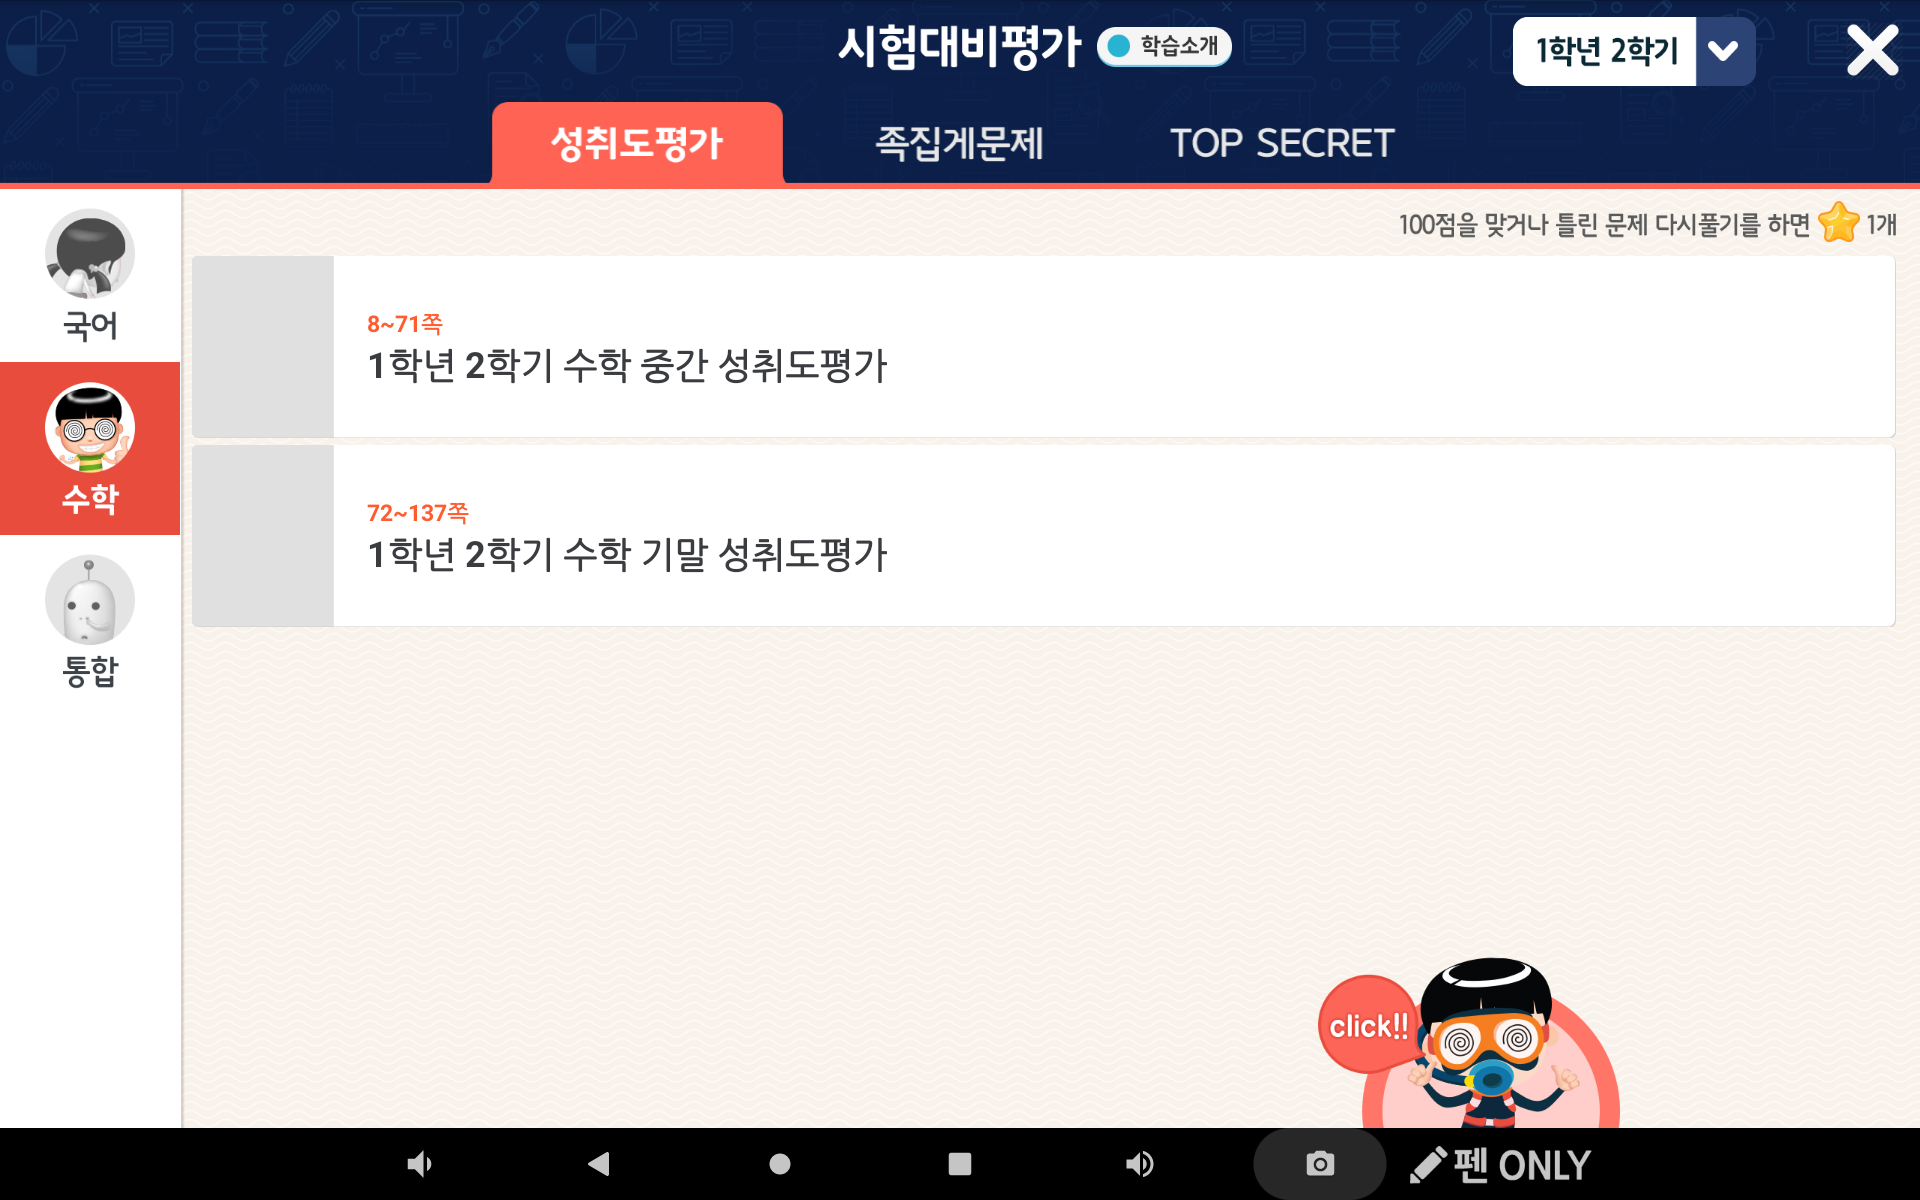 시험대비평가
학습소개
1학년 2학기
성취도평가
족집게문제
TOP SECRET
100점을 맞거나 틀린 문제 다시풀기를 하면 1개
국어
수학
통합
8~71쪽
1학년 2학기 수학 중간 성취도평가
72~137쪽
1학년 2학기 수학 기말 성취도평가
click!!
펜 ONLY